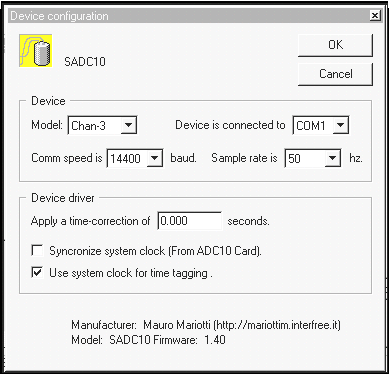 Device configuration
OK
SADC10
Cancel
Device
Model: Chan-3 Device is connected to COM1
Comm speed is 14400 baud. Sample rate is 50 hz.
Device driver
Apply a time-correction of 0.000 seconds.
Syncronize system clock (From ADC10 Card).
Use system clock for time tagging .
Manufacturer: Mauro Mariotti (http://mariottim.interfree.it)
Model: SADC10 Firmware: 1.40